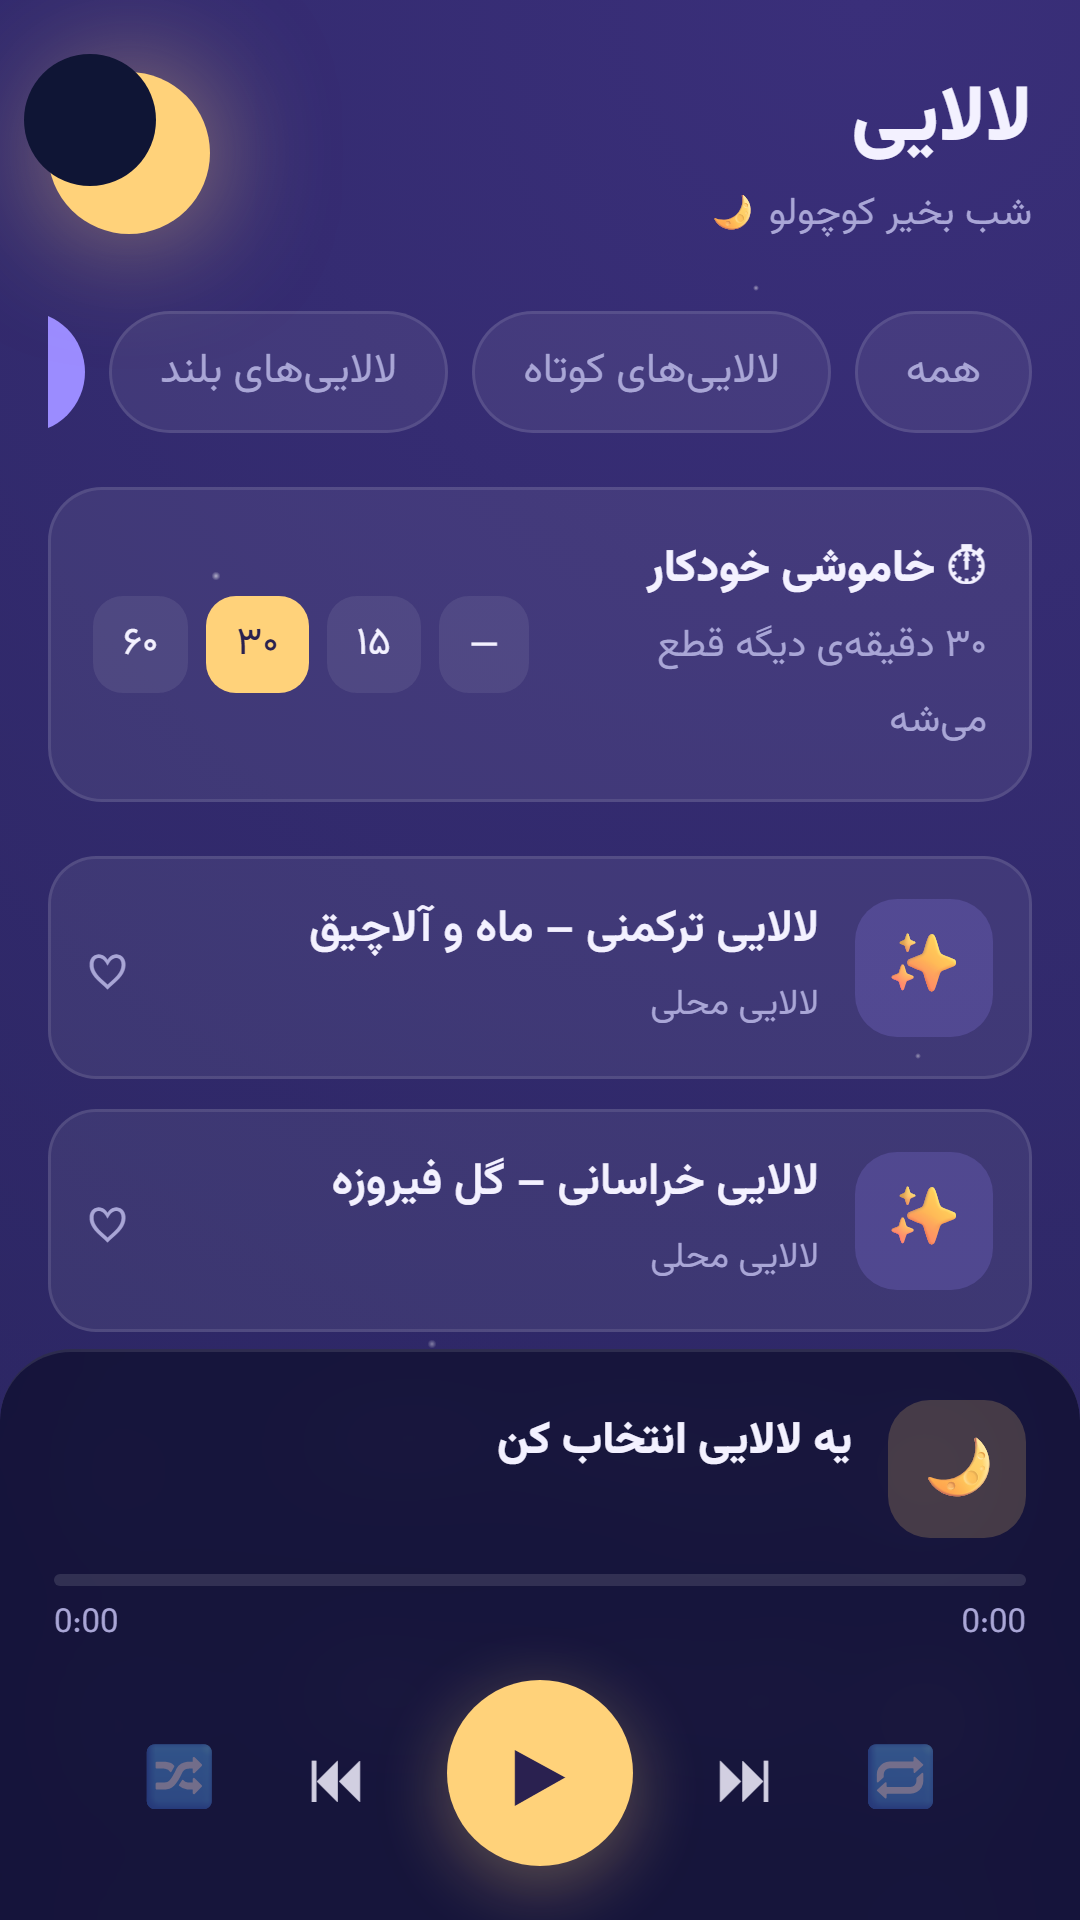 لالایی
شب بخیر کوچولو 🌙
همه
لالایی‌های کوتاه
لالایی‌های بلند
⏱ خاموشی خودکار
۳۰ دقیقه‌ی دیگه قطع
می‌شه
—
۱۵
۳۰
۶۰
لالایی ترکمنی – ماه و آلاچیق
لالایی محلی
لالایی خراسانی – گل فیروزه
لالایی محلی
یه لالایی انتخاب کن
0:00
0:00